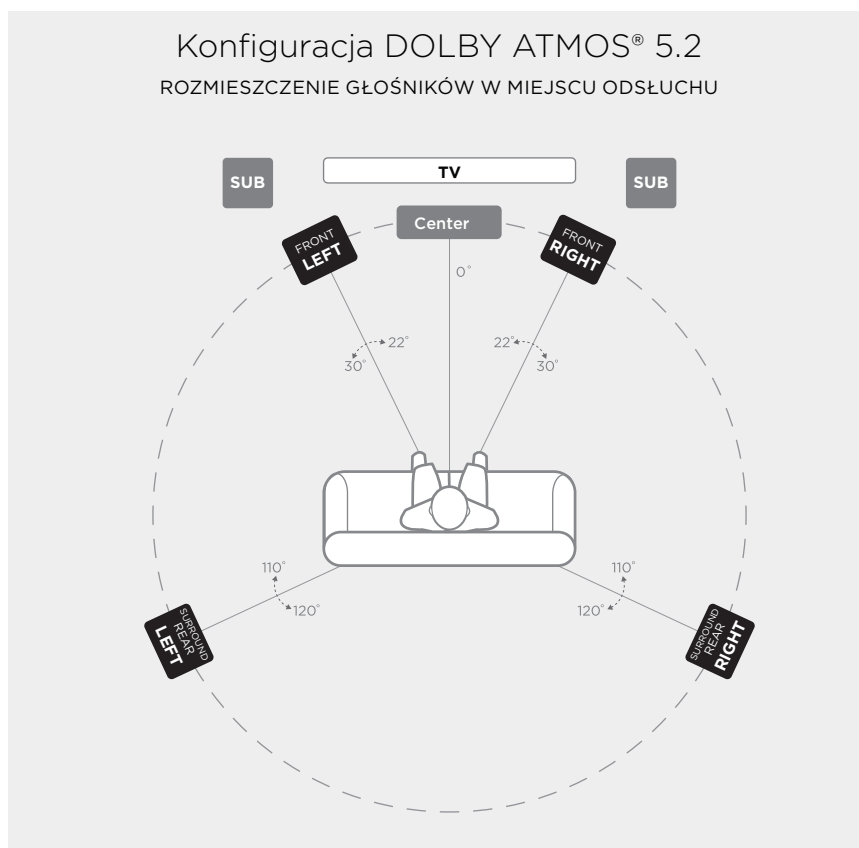 Konfiguracja DOLBY ATMOS® 5.2
ROZMIESZCZENIE GŁOŚNIKÓW W MIEJSCU ODSŁUCHU
SUB
TV
SUB
FRONT
LEFT
Center
FRONT
RIGHT
0°
22°
30°
22°
30°
110°
120°
110°
120°
SURROUND
REAR
LEFT
SURROUND
REAR
RIGHT